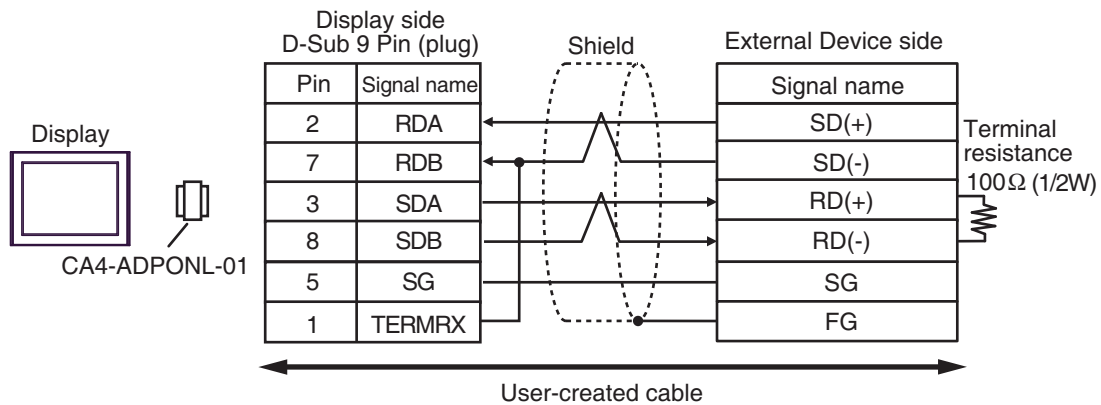 Display side
D-Sub 9 Pin (plug)
Shield
External Device side
Pin Signal name
Signal name
2 RDA
SD(+)
7 RDB
SD(-)
3 SDA
RD(+)
8 SDB
RD(-)
5 SG
SG
1 TERMRX
FG
Terminal
resistance
100Ω (1/2W)
Display
CA4-ADPONL-01
User-created cable